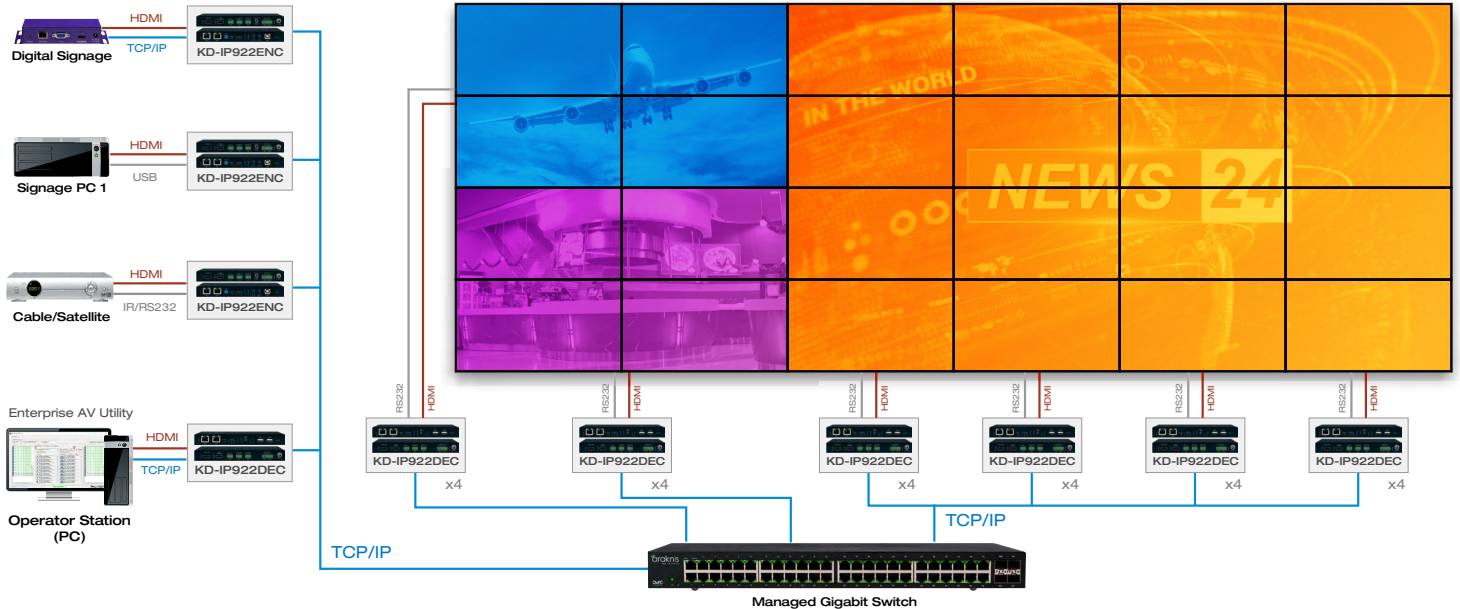 HDMI
TCP/IP
Digital Signage
KD-IP922ENC
HDMI
USB
Signage PC 1
KD-IP922ENC
HDMI
IR/RS232
Cable/Satellite
KD-IP922ENC
Enterprise AV Utility
HDMI
TCP/IP
Operator Station
(PC)
KD-IP922DEC
IN THE WORLD
NEWS 24
RS232
HDMI
KD-IP922DEC
x4
RS232
HDMI
KD-IP922DEC
x4
RS232
HDMI
KD-IP922DEC
x4
RS232
HDMI
KD-IP922DEC
x4
RS232
HDMI
KD-IP922DEC
x4
RS232
HDMI
KD-IP922DEC
x4
TCP/IP
TCP/IP
araknis
Managed Gigabit Switch